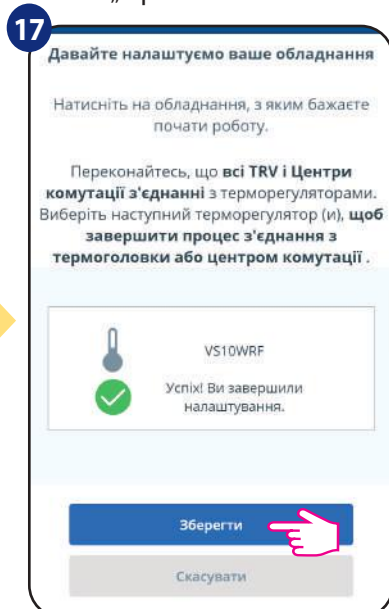 17
Давайте налаштуємо ваше обладнання
Натисніть на обладнання, з яким бажаєте
почати роботу.
Переконайтесь, що всі TRV і Центри
комутації з'єднанні з терморегуляторами.
Виберіть наступний терморегулятор (и), щоб
завершити процес з'єднання з
термоголовки або центром комутації .
VS10WRF
Успіх! Ви завершили
налаштування.
Зберегти
Скасувати